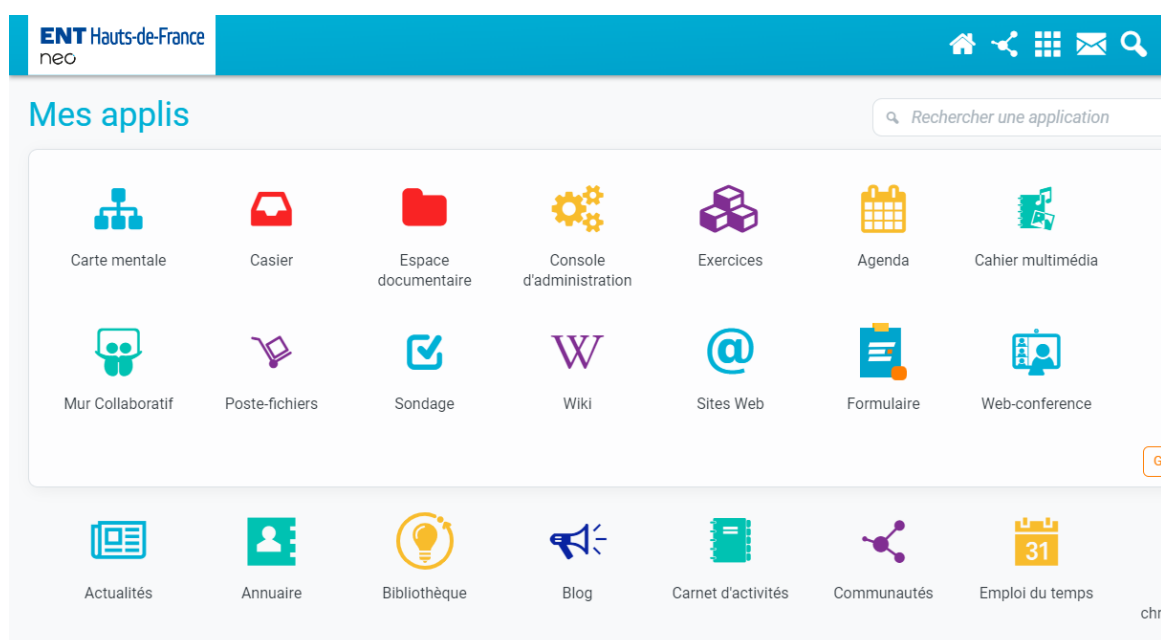 ENT Hauts-de-France
neo
Mes applis
Rechercher une application
Carte mentale
Casier
Espace
documentaire
Console
d'administration
Exercices
Agenda
Cahier multimédia
Mur Collaboratif
Poste-fichiers
Sondage
W
Wiki
@
Sites Web
Formulaire
Web-conference
G
31
Actualités
Annuaire
Bibliothèque
Blog
Carnet d'activités
Communautés
Emploi du temps
chr